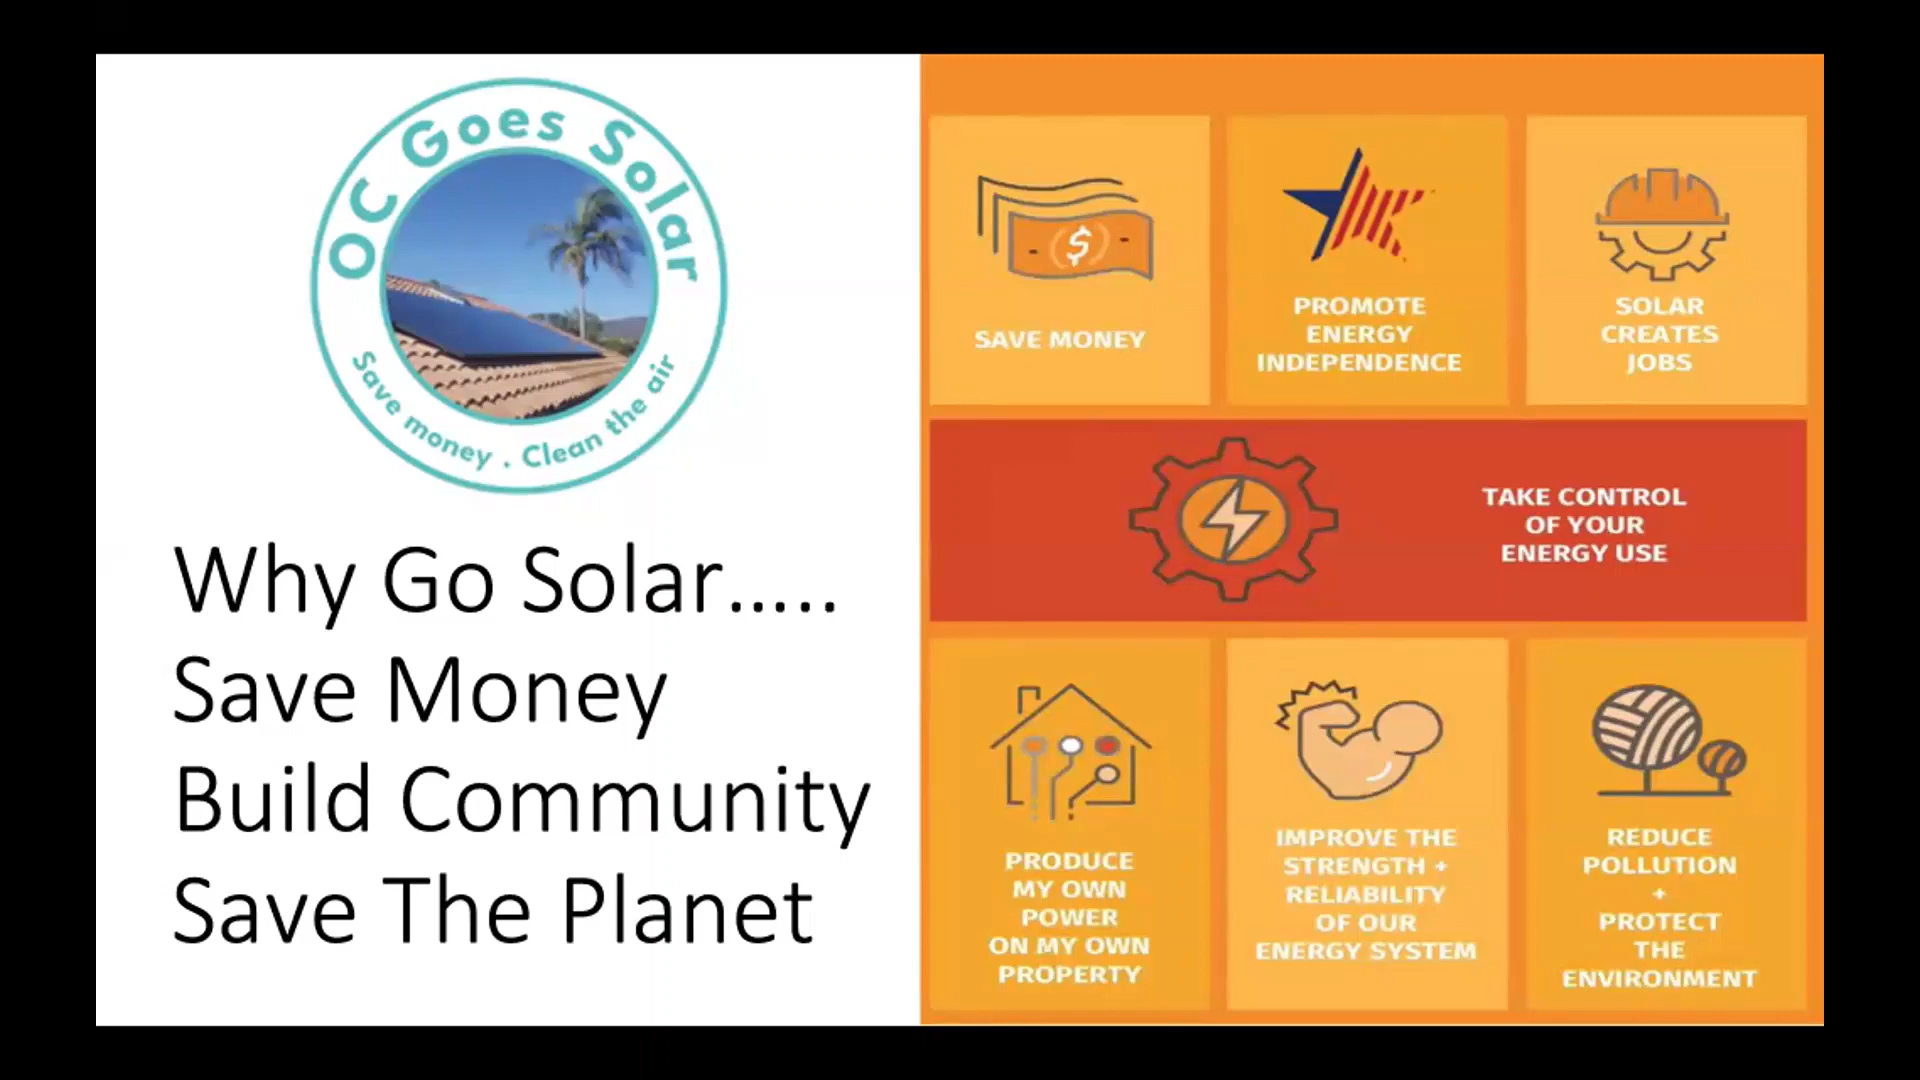 OC Goes Solar
Save money . Clean the air
Why Go Solar.....
Save Money
Build Community
Save The Planet
$
SAVE MONEY
PROMOTE
ENERGY
INDEPENDENCE
SOLAR
CREATES
JOBS
TAKE CONTROL
OF YOUR
ENERGY USE
PRODUCE
MY OWN
POWER
ON MY OWN
PROPERTY
IMPROVE THE
STRENGTH +
RELIABILITY
OF OUR
ENERGY SYSTEM
REDUCE
POLLUTION
+
PROTECT
THE
ENVIRONMENT